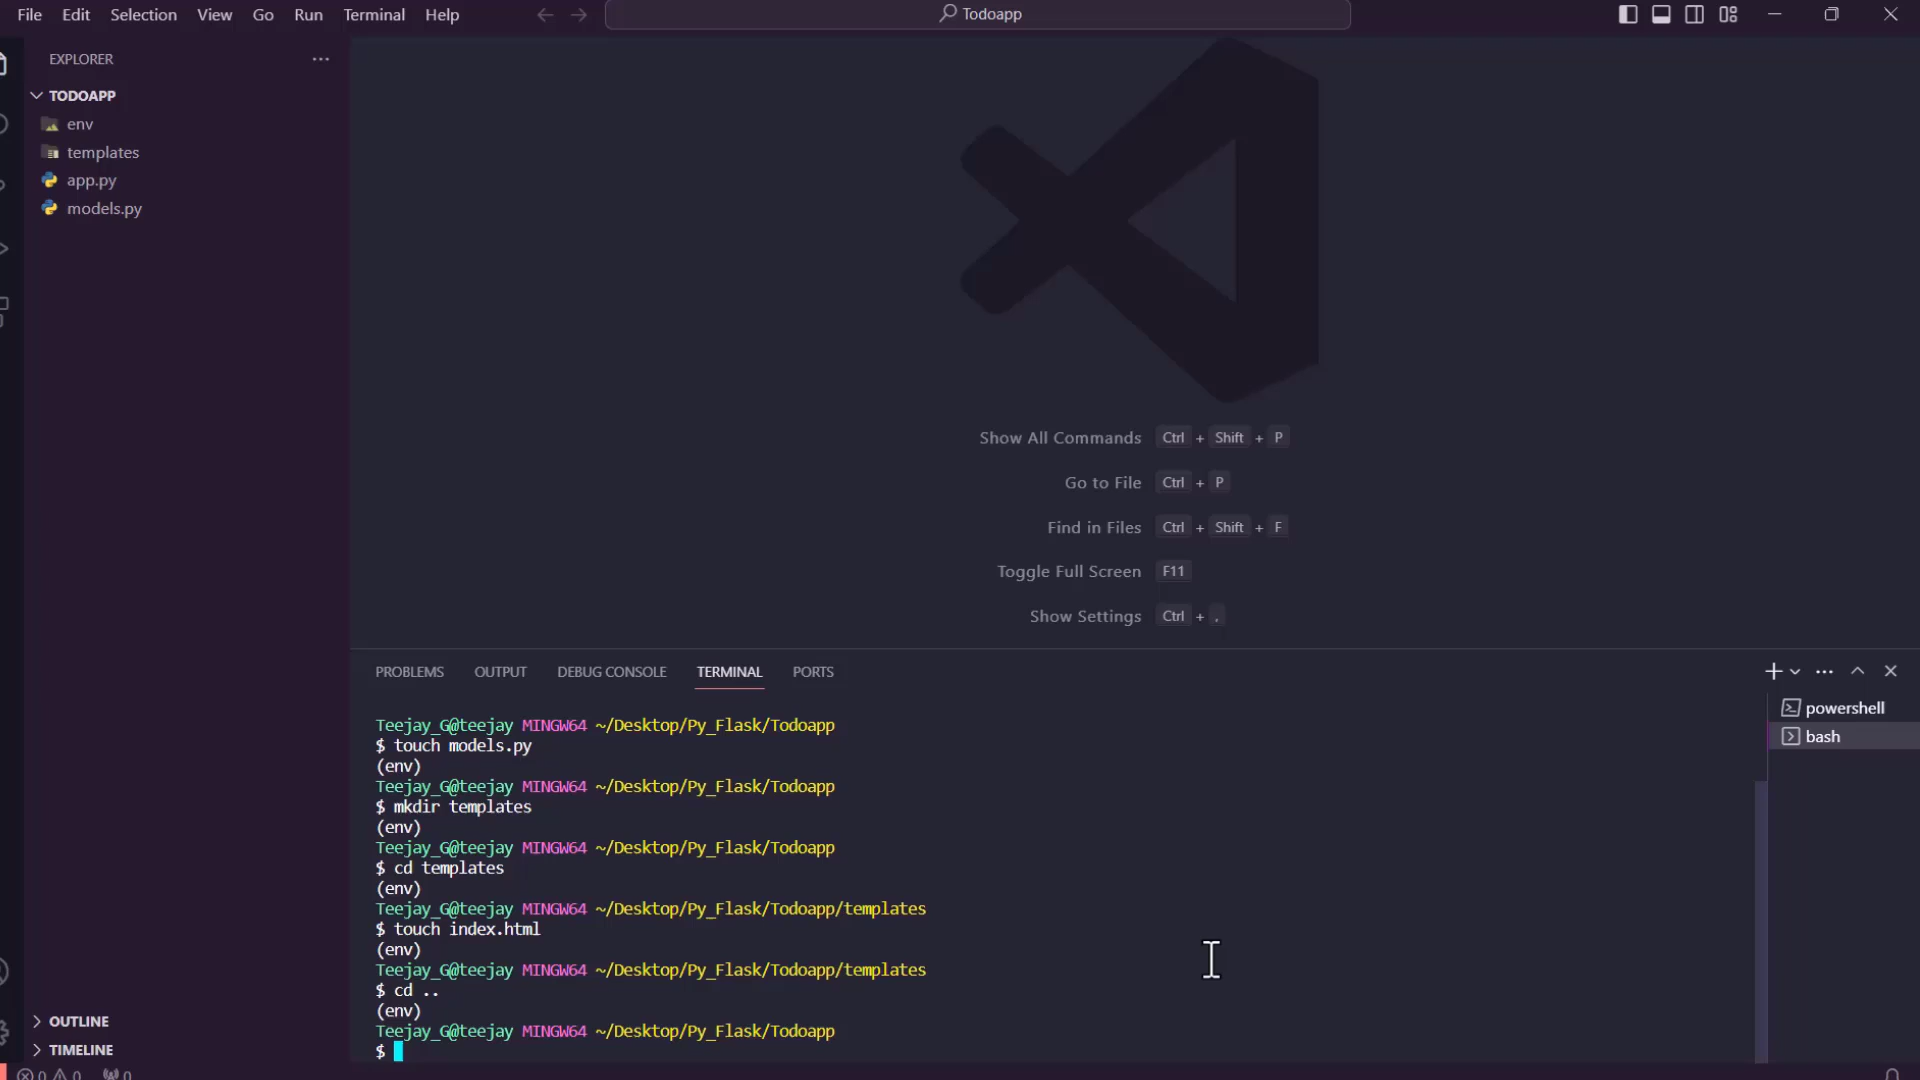 File Edit Selection View Go Run Terminal Help
Todoapp
EXPLORER
TODOAPP
env
templates
app.py
models.py
Show All Commands Ctrl + Shift + P
Go to File Ctrl + P
Find in Files Ctrl + Shift + F
Toggle Full Screen F11
Show Settings Ctrl + ,
PROBLEMS OUTPUT DEBUG CONSOLE TERMINAL PORTS
powershell
bash
Teejay_G@teejay MINGW64 ~/Desktop/Py_Flask/Todoapp
$ touch models.py
(env)
Teejay_G@teejay MINGW64 ~/Desktop/Py_Flask/Todoapp
$ mkdir templates
(env)
Teejay_G@teejay MINGW64 ~/Desktop/Py_Flask/Todoapp
$ cd templates
(env)
Teejay_G@teejay MINGW64 ~/Desktop/Py_Flask/Todoapp/templates
$ touch index.html
(env)
Teejay_G@teejay MINGW64 ~/Desktop/Py_Flask/Todoapp/templates
$ cd ..
(env)
Teejay_G@teejay MINGW64 ~/Desktop/Py_Flask/Todoapp
$
OUTLINE
TIMELINE
0 0 0